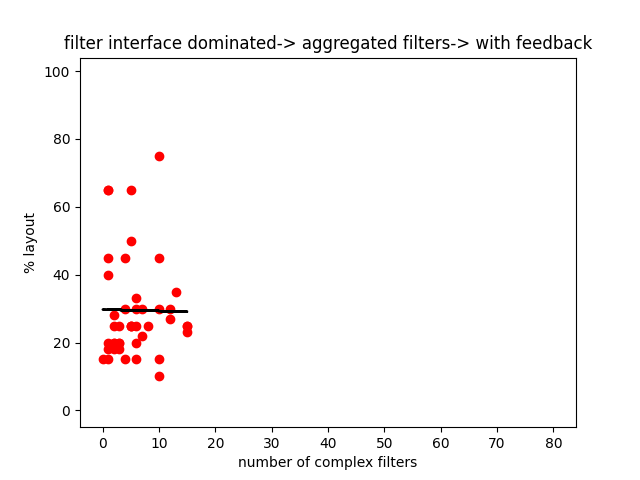 filter interface dominated-> aggregated filters-> with feedback
100
80
60
40
20
0
% layout
0 10 20 30 40 50 60 70 80
number of complex filters